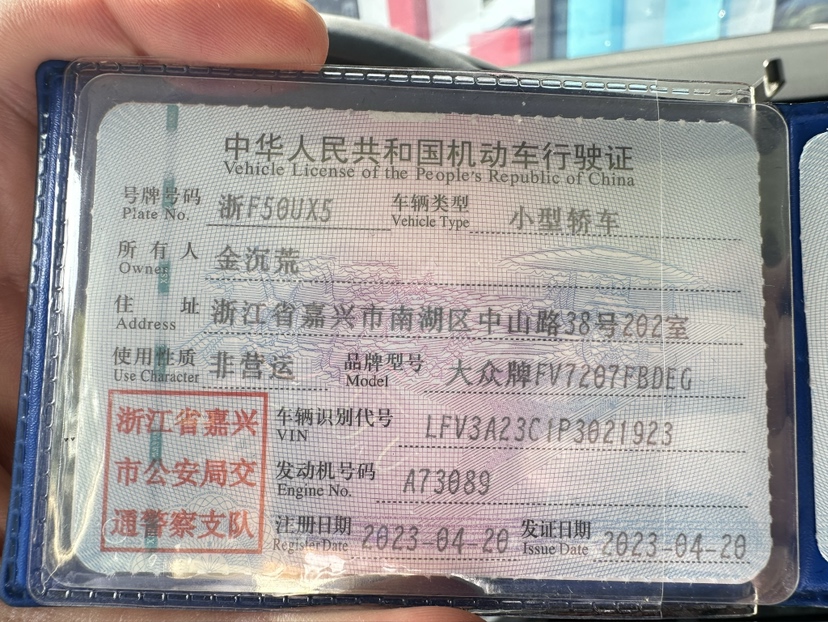 中华人民共和国机动车行驶证
Vehicle License of the People's Republic of China
号牌号码 浙F50UX5 车辆类型 小型轿车
Plate No. Vehicle Type
所有人 金沉荒
Owner
住址 浙江省嘉兴市南湖区中山路38号202室
Address
使用性质 非营运 品牌型号 大众牌FV7207FBDEG
Use Character Model
浙江省嘉兴
市公安局交
通警察支队
车辆识别代号 LFV3A23C1P3021923
VIN
发动机号码 A73089
Engine No.
注册日期 2023-04-20 发证日期 2023-04-20
Register Date Issue Date